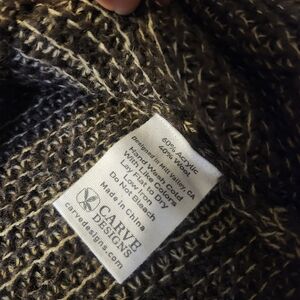 60% Acrylic
40% Wool
Designed in Mill Valley, CA
Hand Wash Cold
With Like Colors
Lay Flat to Dry
Low Iron
Do Not Bleach
Made in China
CARVE
DESIGNS
carvedesigns.com